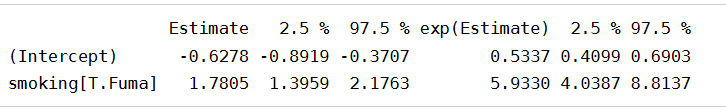 Estimate 2.5 % 97.5 % exp(Estimate) 2.5 % 97.5 %
(Intercept) -0.6278 -0.8919 -0.3707 0.5337 0.4099 0.6903
smoking[T.Fuma] 1.7805 1.3959 2.1763 5.9330 4.0387 8.8137